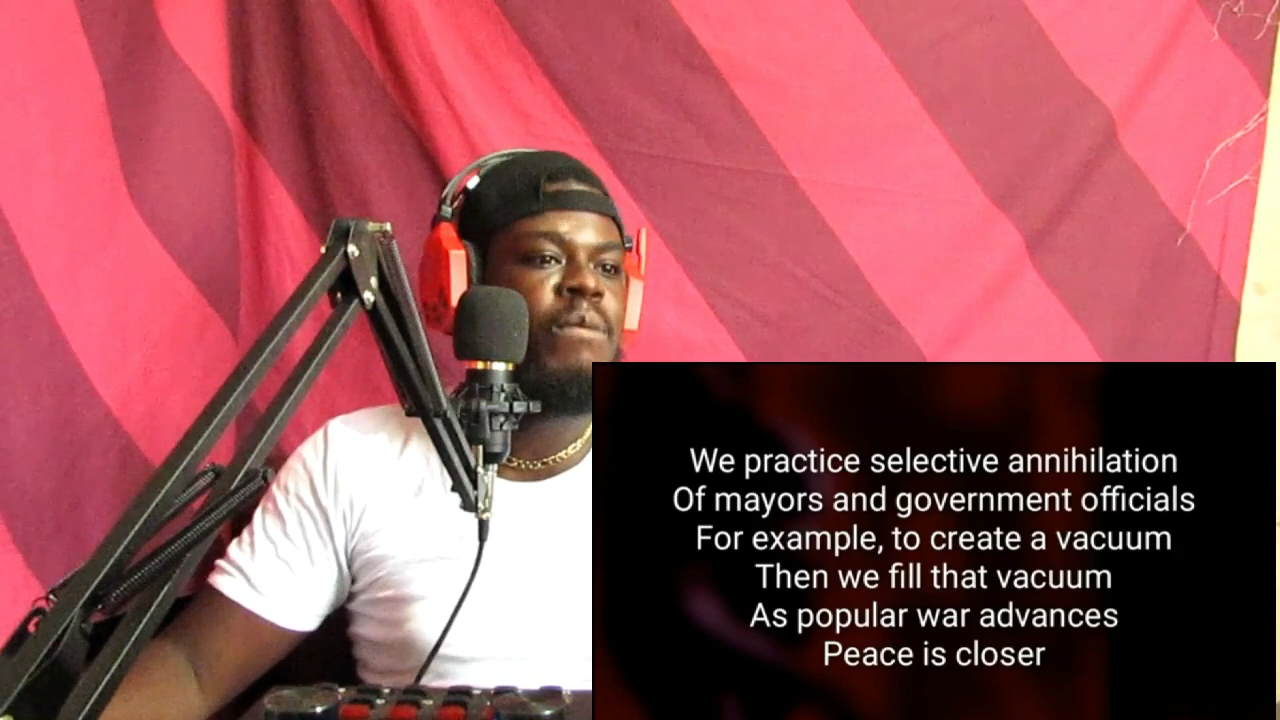 We practice selective annihilation
Of mayors and government officials
For example, to create a vacuum
Then we fill that vacuum
As popular war advances
Peace is closer